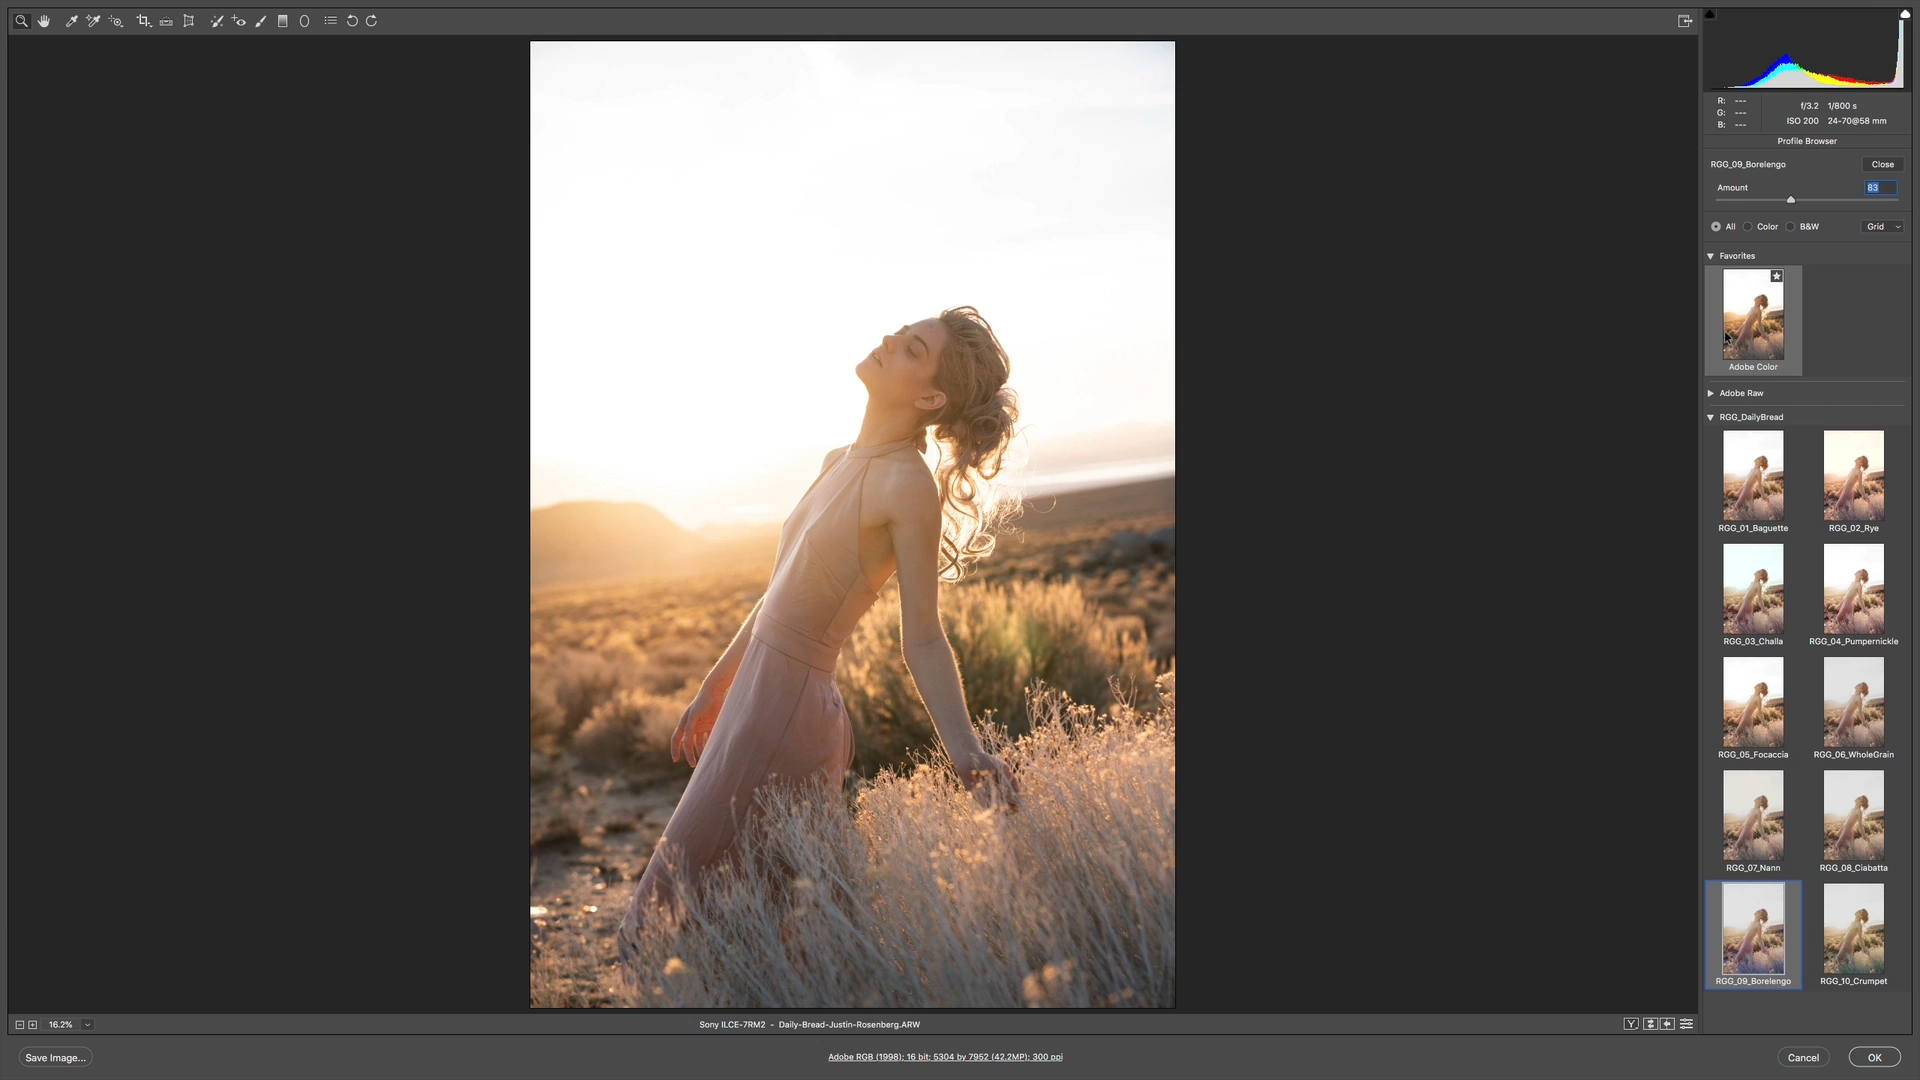 R: ---
G: ---
B: ---
f/3.2 1/800 s
ISO 200 24-70@58 mm
Profile Browser
RGG_09_Borelengo
Close
Amount
83
All
Color
B&W
Grid
Favorites
Adobe Color
Adobe Raw
RGG_DailyBread
RGG_01_Baguette
RGG_02_Rye
RGG_03_Challa
RGG_04_Pumpernickle
RGG_05_Focaccia
RGG_06_WholeGrain
RGG_07_Nann
RGG_08_Ciabatta
RGG_09_Borelengo
RGG_10_Crumpet
16.2%
Sony ILCE-7RM2 - Daily-Bread-Justin-Rosenberg.ARW
Y
Save Image...
Adobe RGB (1998); 16 bit; 5304 by 7952 (42.2MP); 300 ppi
Cancel
OK